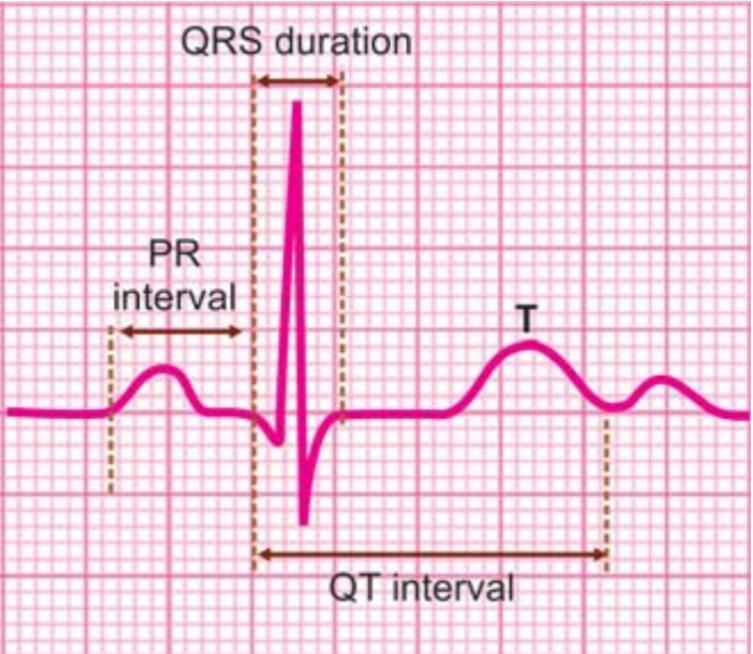 QRS duration
PR
interval
T
QT interval